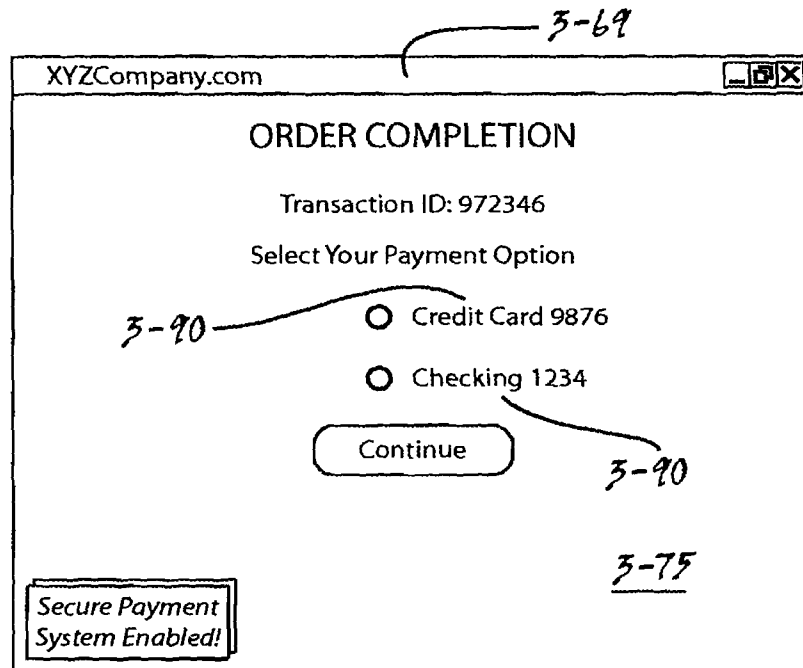 3-69
XYZCompany.com
ORDER COMPLETION
Transaction ID: 972346
Select Your Payment Option
3-90
Credit Card 9876
Checking 1234
Continue
3-90
3-75
Secure Payment
System Enabled!